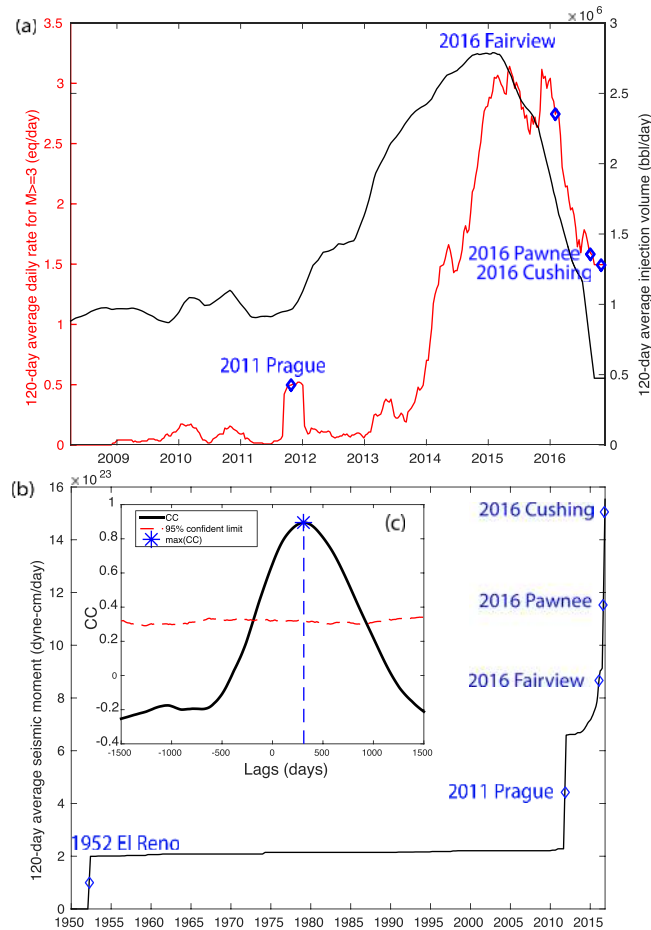 (a)
× 10^6
3.5
3
2.5
2
1.5
1
0.5
0
120-day average daily rate for M>=3 (eq/day)
3
2.5
2
1.5
1
0.5
0
120-day average injection volume (bbl/day)
2016 Fairview
2016 Pawnee
2016 Cushing
2011 Prague
2009 2010 2011 2012 2013 2014 2015 2016
(b)
× 10^23
16
14
12
10
8
6
4
2
0
120-day average seismic moment (dyne-cm/day)
2016 Cushing
2016 Pawnee
2016 Fairview
2011 Prague
1952 El Reno
1950 1955 1960 1965 1970 1975 1980 1985 1990 1995 2000 2005 2010 2015
(c)
CC
95% confident limit
max(CC)
1
0.8
0.6
0.4
0.23
0
-0.2
-0.4
CC
-1500 -1000 -500 0 500 1000 1500
Lags (days)